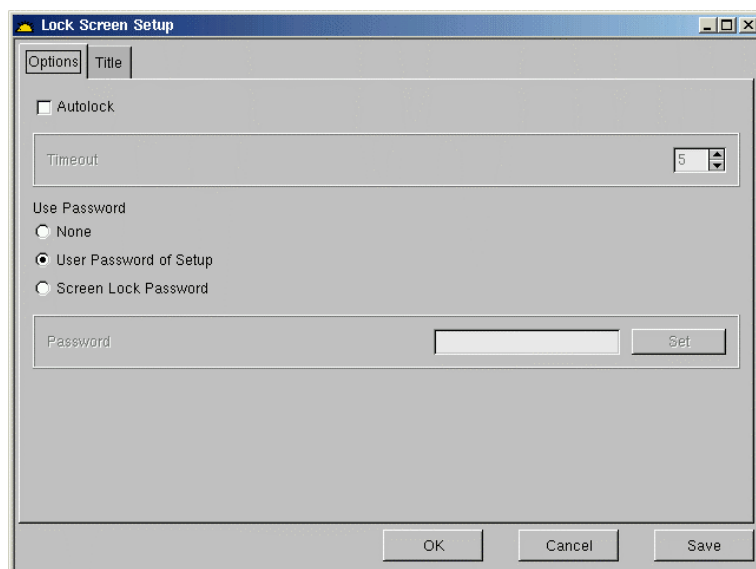 Lock Screen Setup
Options Title
Autolock
Timeout 5
Use Password
None
User Password of Setup
Screen Lock Password
Password Set
OK Cancel Save